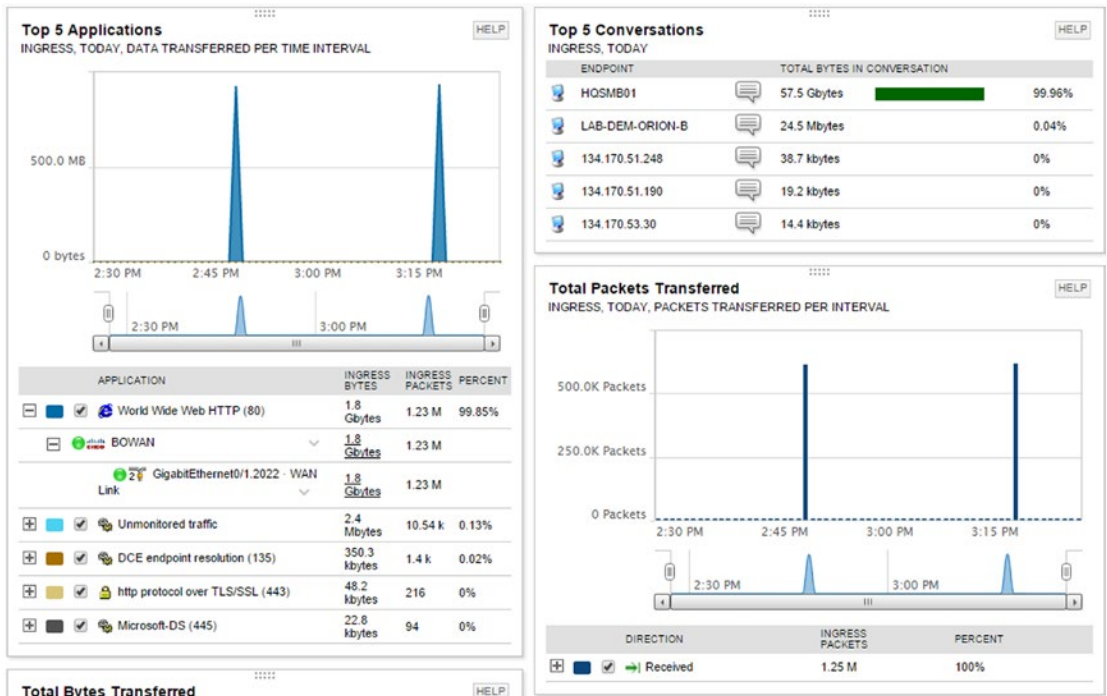 Top 5 Applications
HELP
INGRESS, TODAY, DATA TRANSFERRED PER TIME INTERVAL
500.0 MB
0 bytes
2:30 PM 2:45 PM 3:00 PM 3:15 PM
2:30 PM 3:00 PM
APPLICATION INGRESS BYTES INGRESS PACKETS PERCENT
World Wide Web HTTP (80) 1.8 Gbytes 1.23 M 99.85%
BOWAN 1.8 Gbytes 1.23 M
GigabitEthernet0/1.2022 · WAN Link 1.8 Gbytes 1.23 M
Unmonitored traffic 2.4 Mbytes 10.54 k 0.13%
DCE endpoint resolution (135) 350.3 kbytes 1.4 k 0.02%
http protocol over TLS/SSL (443) 48.2 kbytes 216 0%
Microsoft-DS (445) 22.8 kbytes 94 0%
Total Bytes Transferred
HELP
Top 5 Conversations
HELP
INGRESS, TODAY
ENDPOINT TOTAL BYTES IN CONVERSATION
HQSMB01 57.5 Gbytes 99.96%
LAB-DEM-ORION-B 24.5 Mbytes 0.04%
134.170.51.248 38.7 kbytes 0%
134.170.51.190 19.2 kbytes 0%
134.170.53.30 14.4 kbytes 0%
Total Packets Transferred
HELP
INGRESS, TODAY, PACKETS TRANSFERRED PER INTERVAL
500.0K Packets
250.0K Packets
0 Packets
2:30 PM 2:45 PM 3:00 PM 3:15 PM
2:30 PM 3:00 PM
DIRECTION INGRESS PACKETS PERCENT
Received 1.25 M 100%